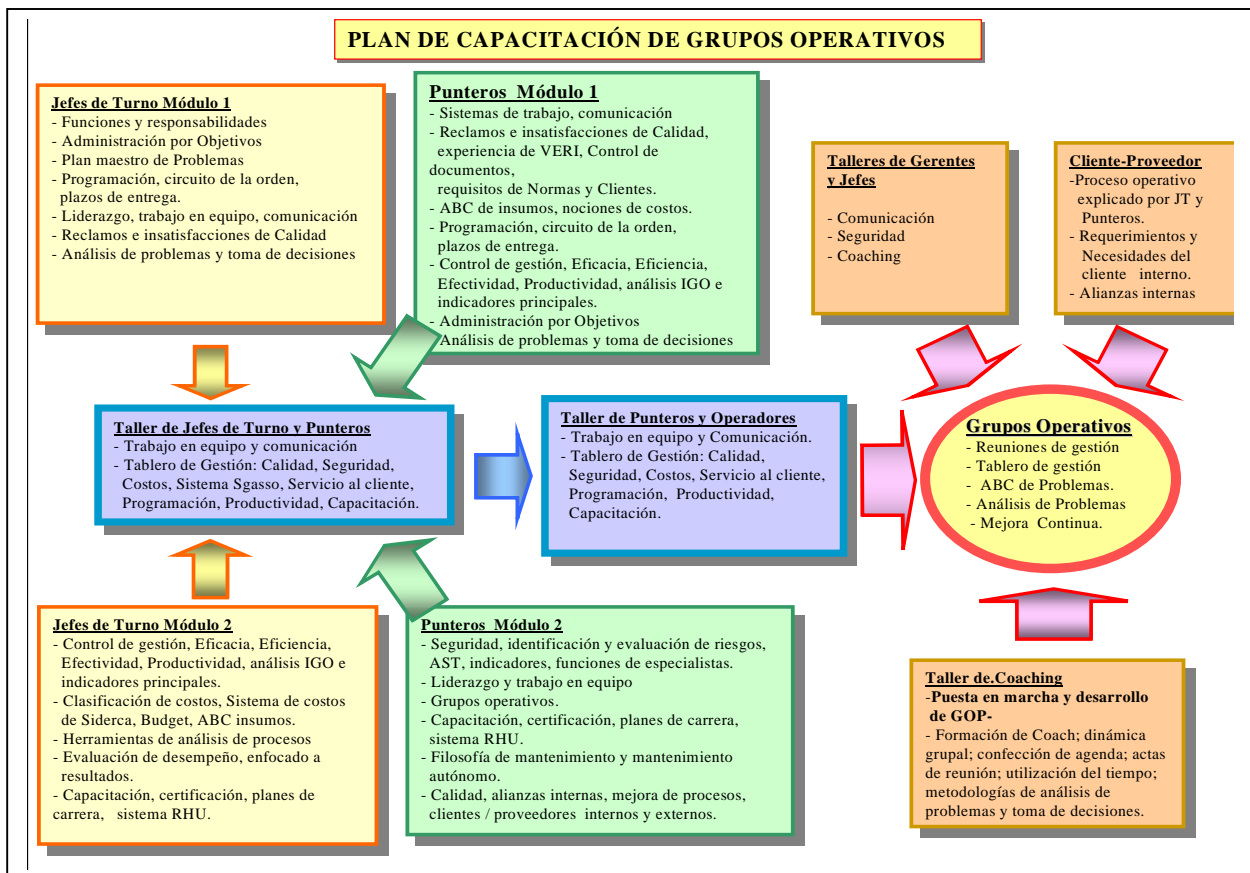 PLAN DE CAPACITACIÓN DE GRUPOS OPERATIVOS
Jefes de Turno Módulo 1
- Funciones y responsabilidades
- Administración por Objetivos
- Plan maestro de Problemas
- Programación, circuito de la orden,
plazos de entrega.
- Liderazgo, trabajo en equipo, comunicación
- Reclamos e insatisfacciones de Calidad
- Análisis de problemas y toma de decisiones
Punteros Módulo 1
- Sistemas de trabajo, comunicación
- Reclamos e insatisfacciones de Calidad,
experiencia de VERI, Control de
documentos,
requisitos de Normas y Clientes.
- ABC de insumos, nociones de costos.
- Programación, circuito de la orden,
plazos de entrega.
- Control de gestión, Eficacia, Eficiencia,
Efectividad, Productividad, análisis IGO e
indicadores principales.
- Administración por Objetivos
- Análisis de problemas y toma de decisiones
Talleres de Gerentes
y Jefes
- Comunicación
- Seguridad
- Coaching
Cliente-Proveedor
-Proceso operativo
explicado por JT y
Punteros.
- Requerimientos y
Necesidades del
cliente interno.
- Alianzas internas
Taller de Jefes de Turno y Punteros
- Trabajo en equipo y comunicación
- Tablero de Gestión: Calidad, Seguridad,
Costos, Sistema Sgasso, Servicio al cliente,
Programación, Productividad, Capacitación.
Taller de Punteros y Operadores
- Trabajo en equipo y Comunicación.
- Tablero de Gestión: Calidad,
Seguridad, Costos, Servicio al cliente,
Programación, Productividad,
Capacitación.
Grupos Operativos
- Reuniones de gestión
- Tablero de gestión
- ABC de Problemas.
- Análisis de Problemas
- Mejora Continua.
Jefes de Turno Módulo 2
- Control de gestión, Eficacia, Eficiencia,
Efectividad, Productividad, análisis IGO e
indicadores principales.
- Clasificación de costos, Sistema de costos
de Siderca, Budget, ABC insumos.
- Herramientas de análisis de procesos
- Evaluación de desempeño, enfocado a
resultados.
- Capacitación, certificación, planes de
carrera, sistema RHU.
Punteros Módulo 2
- Seguridad, identificación y evaluación de riesgos,
AST, indicadores, funciones de especialistas.
- Liderazgo y trabajo en equipo
- Grupos operativos.
- Capacitación, certificación, planes de carrera,
sistema RHU.
- Filosofía de mantenimiento y mantenimiento
autónomo.
- Calidad, alianzas internas, mejora de procesos,
clientes / proveedores internos y externos.
Taller de.Coaching
-Puesta en marcha y desarrollo
de GOP-
- Formación de Coach; dinámica
grupal; confección de agenda; actas
de reunión; utilización del tiempo;
metodologías de análisis de
problemas y toma de decisiones.